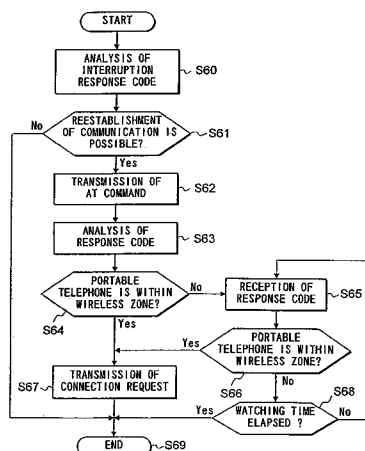 START
ANALYSIS OF
INTERRUPTION
RESPONSE CODE
S60
REESTABLISHMENT
OF COMMUNICATION IS
POSSIBLE?
S61
No
Yes
TRANSMISSION OF
AT COMMAND
S62
ANALYSIS OF
RESPONSE CODE
S63
PORTABLE
TELEPHONE IS WITHIN
WIRELESS ZONE?
S64
No
Yes
RECEPTION OF
RESPONSE CODE
S65
PORTABLE
TELEPHONE IS WITHIN
WIRELESS ZONE?
S66
Yes
No
TRANSMISSION OF
CONNECTION REQUEST
S67
WATCHING TIME
ELAPSED ?
S68
Yes
No
END
S69